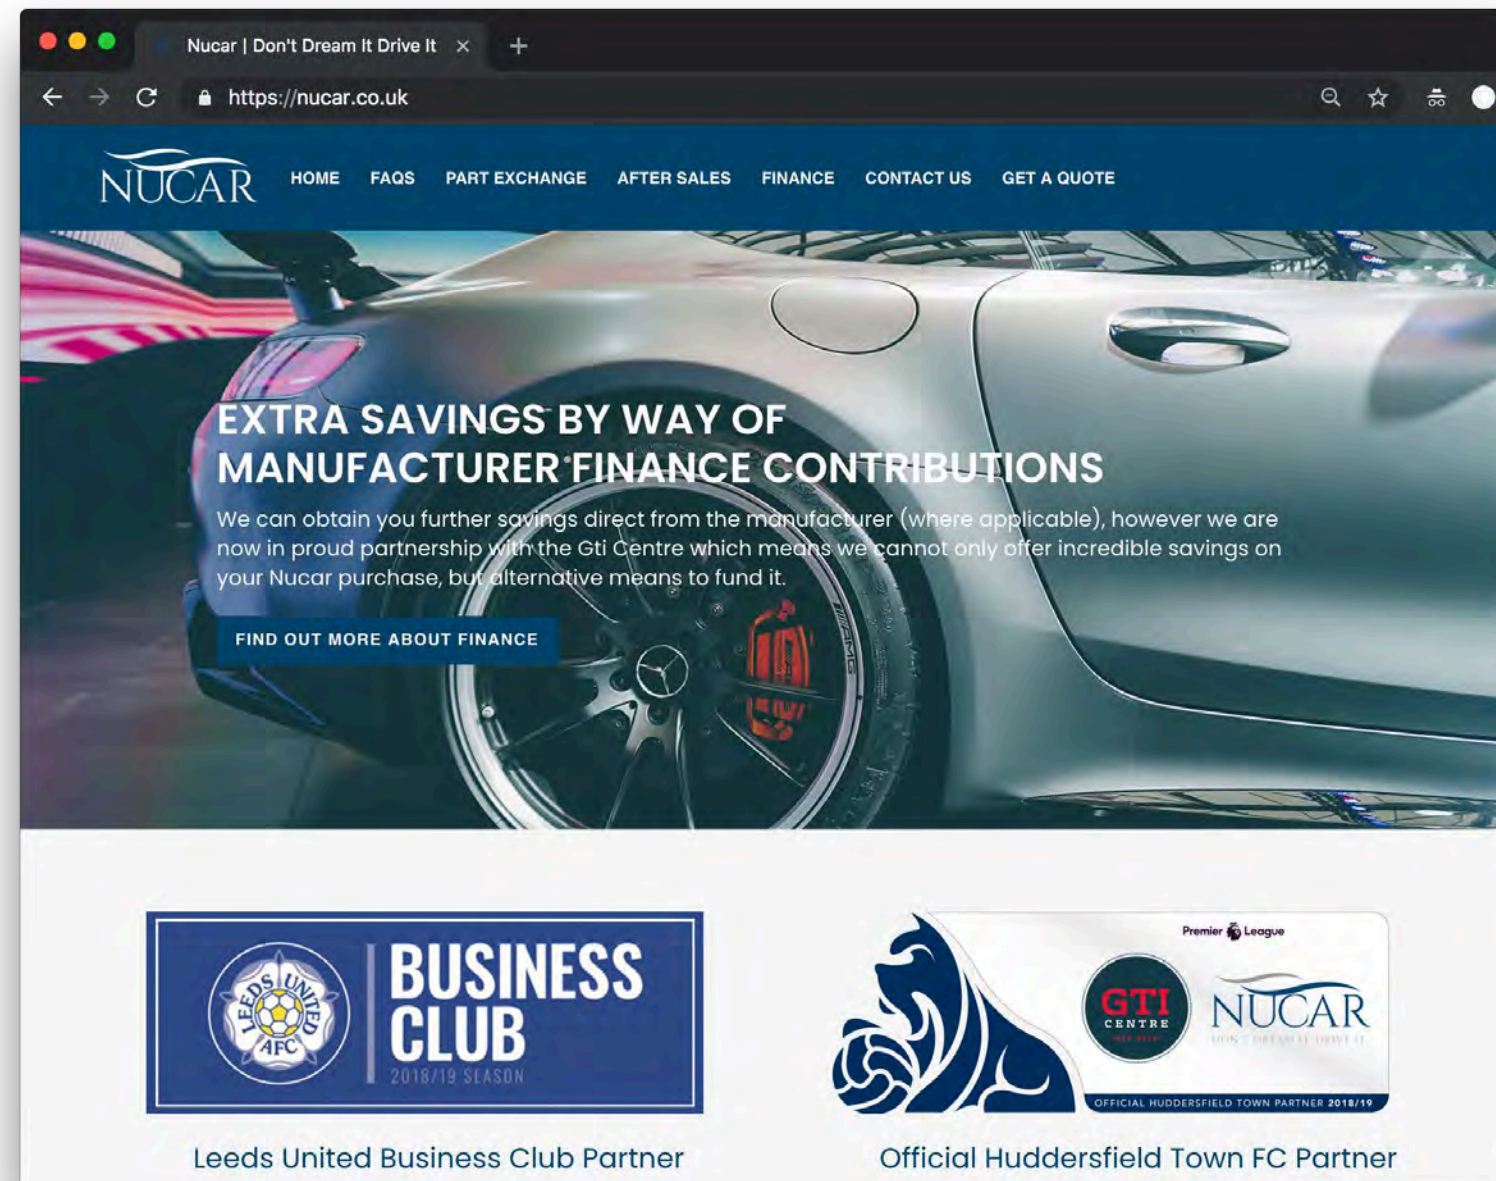 Nucar | Don't Dream It Drive It
https://nucar.co.uk
NUCAR
HOME FAQS PART EXCHANGE AFTER SALES FINANCE CONTACT US GET A QUOTE
EXTRA SAVINGS BY WAY OF
MANUFACTURER FINANCE CONTRIBUTIONS
We can obtain you further savings direct from the manufacturer (where applicable), however we are
now in proud partnership with the Gti Centre which means we cannot only offer incredible savings on
your Nucar purchase, but alternative means to fund it.
FIND OUT MORE ABOUT FINANCE
AMG
LEEDS UNITED
AFC
BUSINESS
CLUB
2018/19 SEASON
Leeds United Business Club Partner
Premier League
GTI
CENTRE
NUCAR
DON'T DREAM IT DRIVE IT
OFFICIAL HUDDERSFIELD TOWN PARTNER 2018/19
Official Huddersfield Town FC Partner